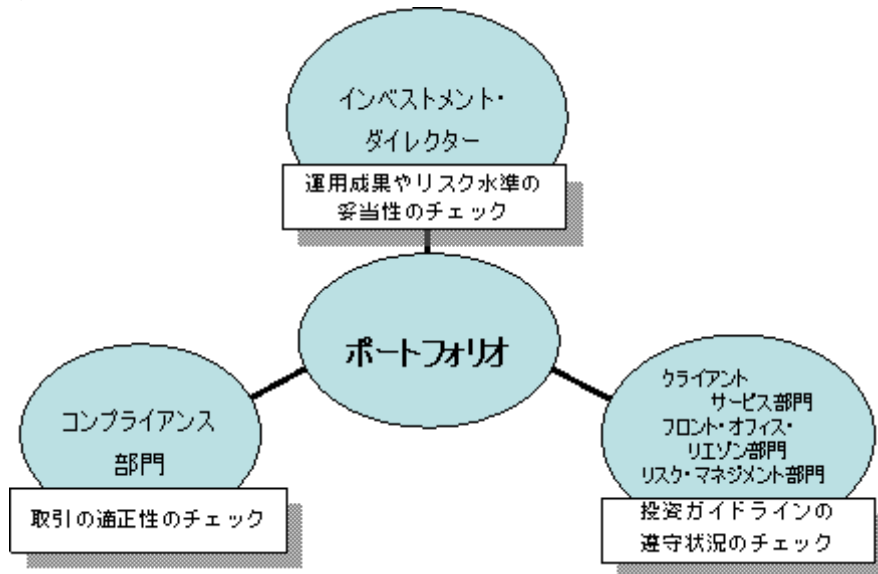 インベストメント・
ダイレクター
運用成果やリスク水準の
妥当性のチェック
ポートフォリオ
コンプライアンス
部門
取引の適正性のチェック
クライアント
サービス部門
フロント・オフィス・
リエゾン部門
リスク・マネジメント部門
投資ガイドラインの
遵守状況のチェック